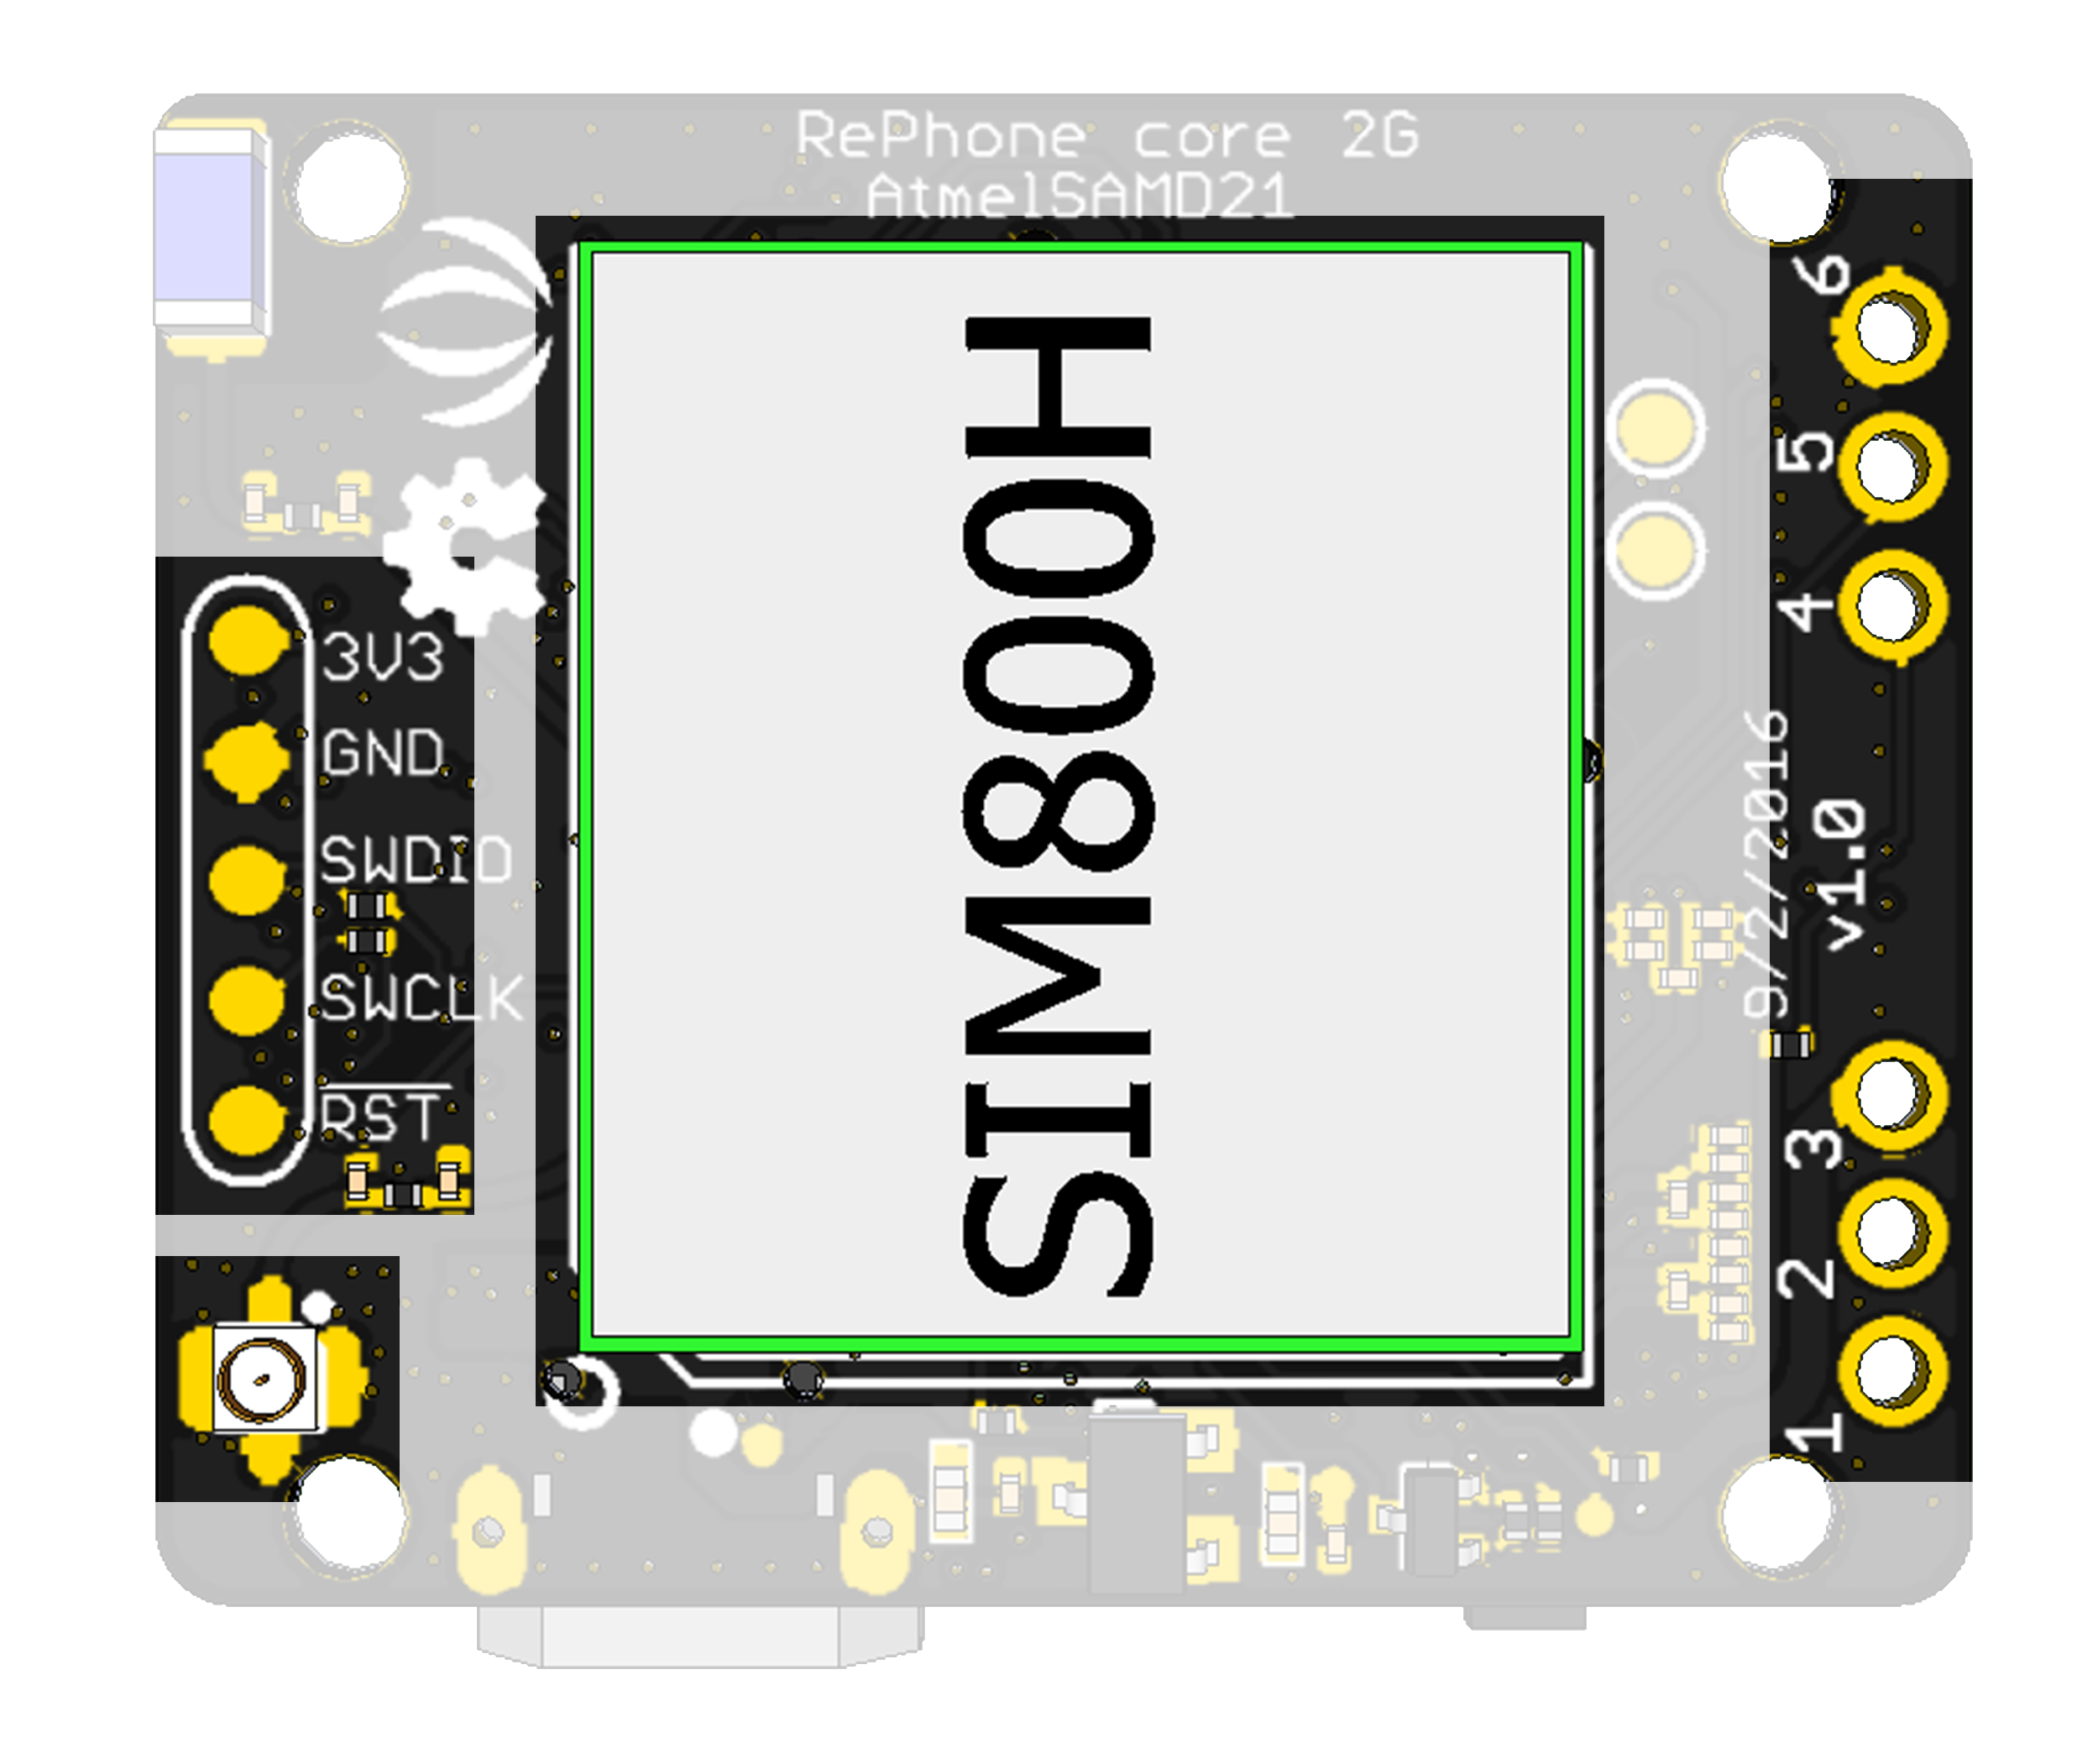 RePhone core 2G
AtmelSAMD21
SIM800H
3V3
GND
SWDIO
SWCLK
RST
6
5
4
9/2/2016
v1.0
3
2
1